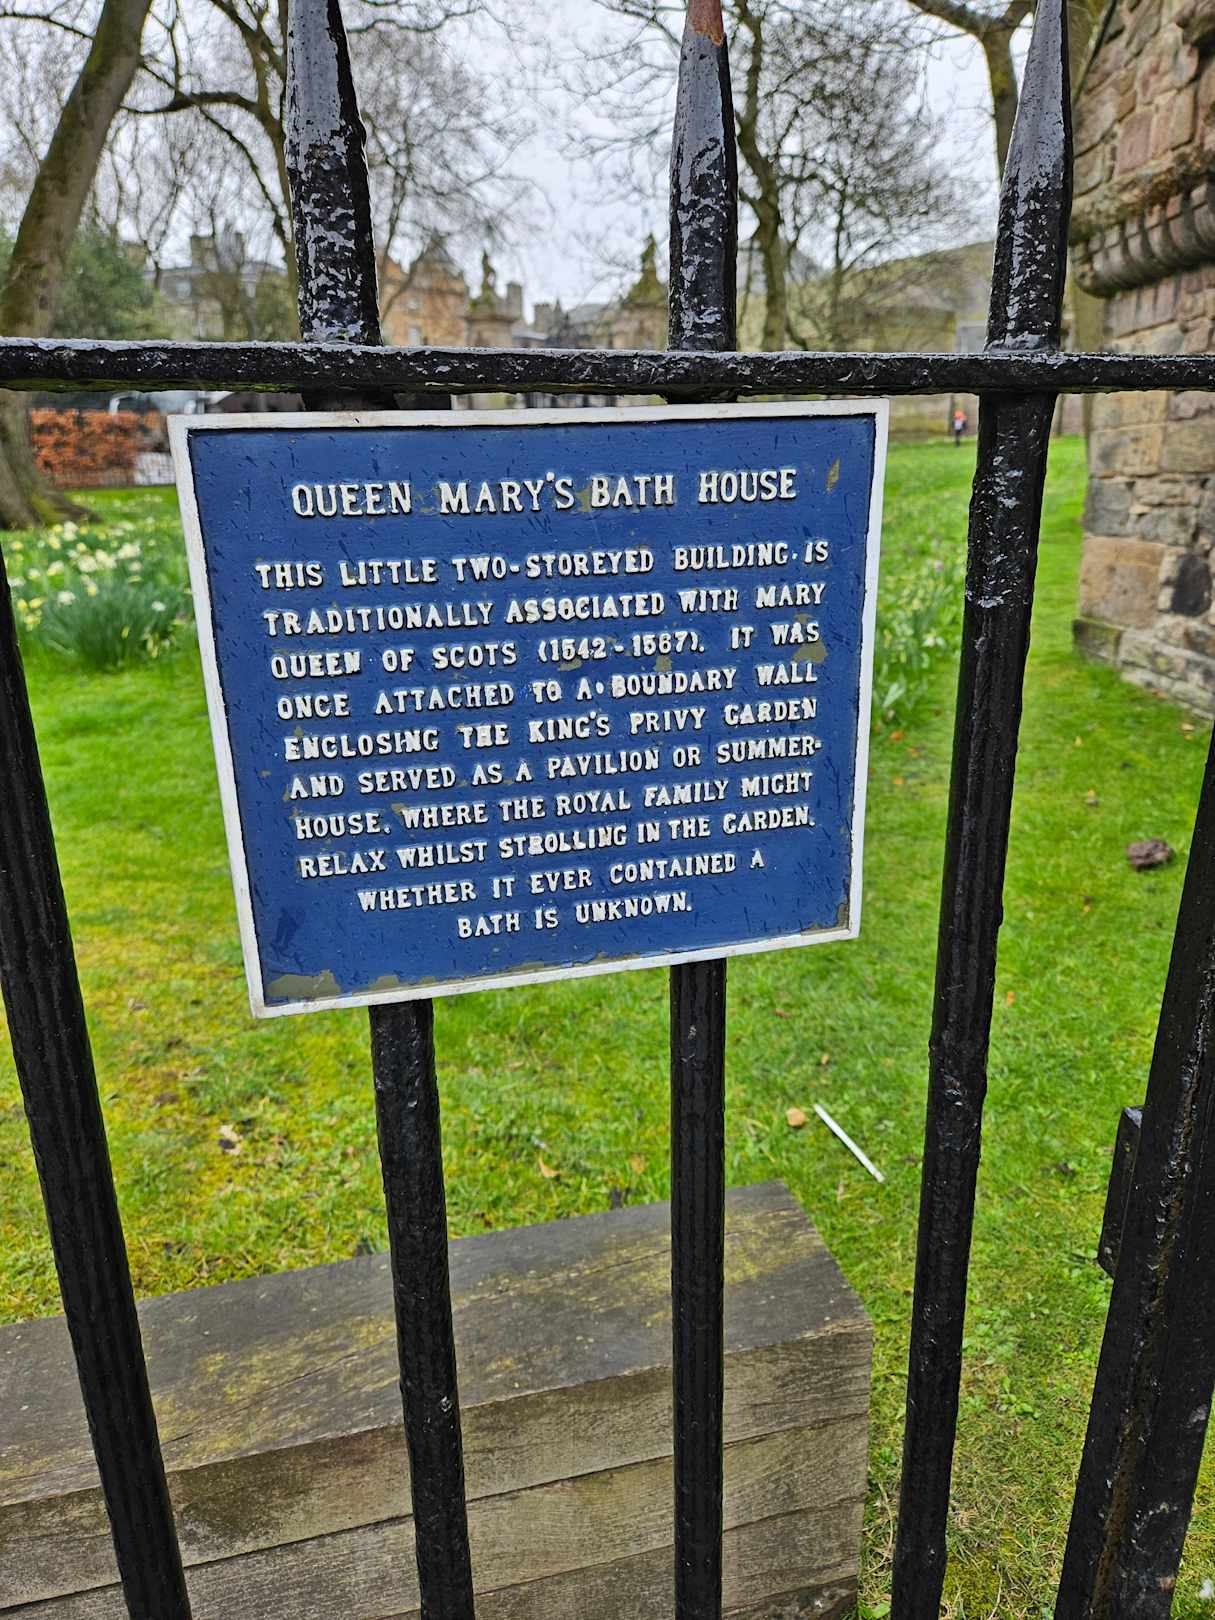 QUEEN MARY'S BATH HOUSE
THIS LITTLE TWO-STOREYED BUILDING IS
TRADITIONALLY ASSOCIATED WITH MARY
QUEEN OF SCOTS (1542-1567). IT WAS
ONCE ATTACHED TO A BOUNDARY WALL
ENCLOSING THE KING'S PRIVY GARDEN
AND SERVED AS A PAVILION OR SUMMER-
HOUSE, WHERE THE ROYAL FAMILY MIGHT
RELAX WHILST STROLLING IN THE GARDEN.
WHETHER IT EVER CONTAINED A
BATH IS UNKNOWN.